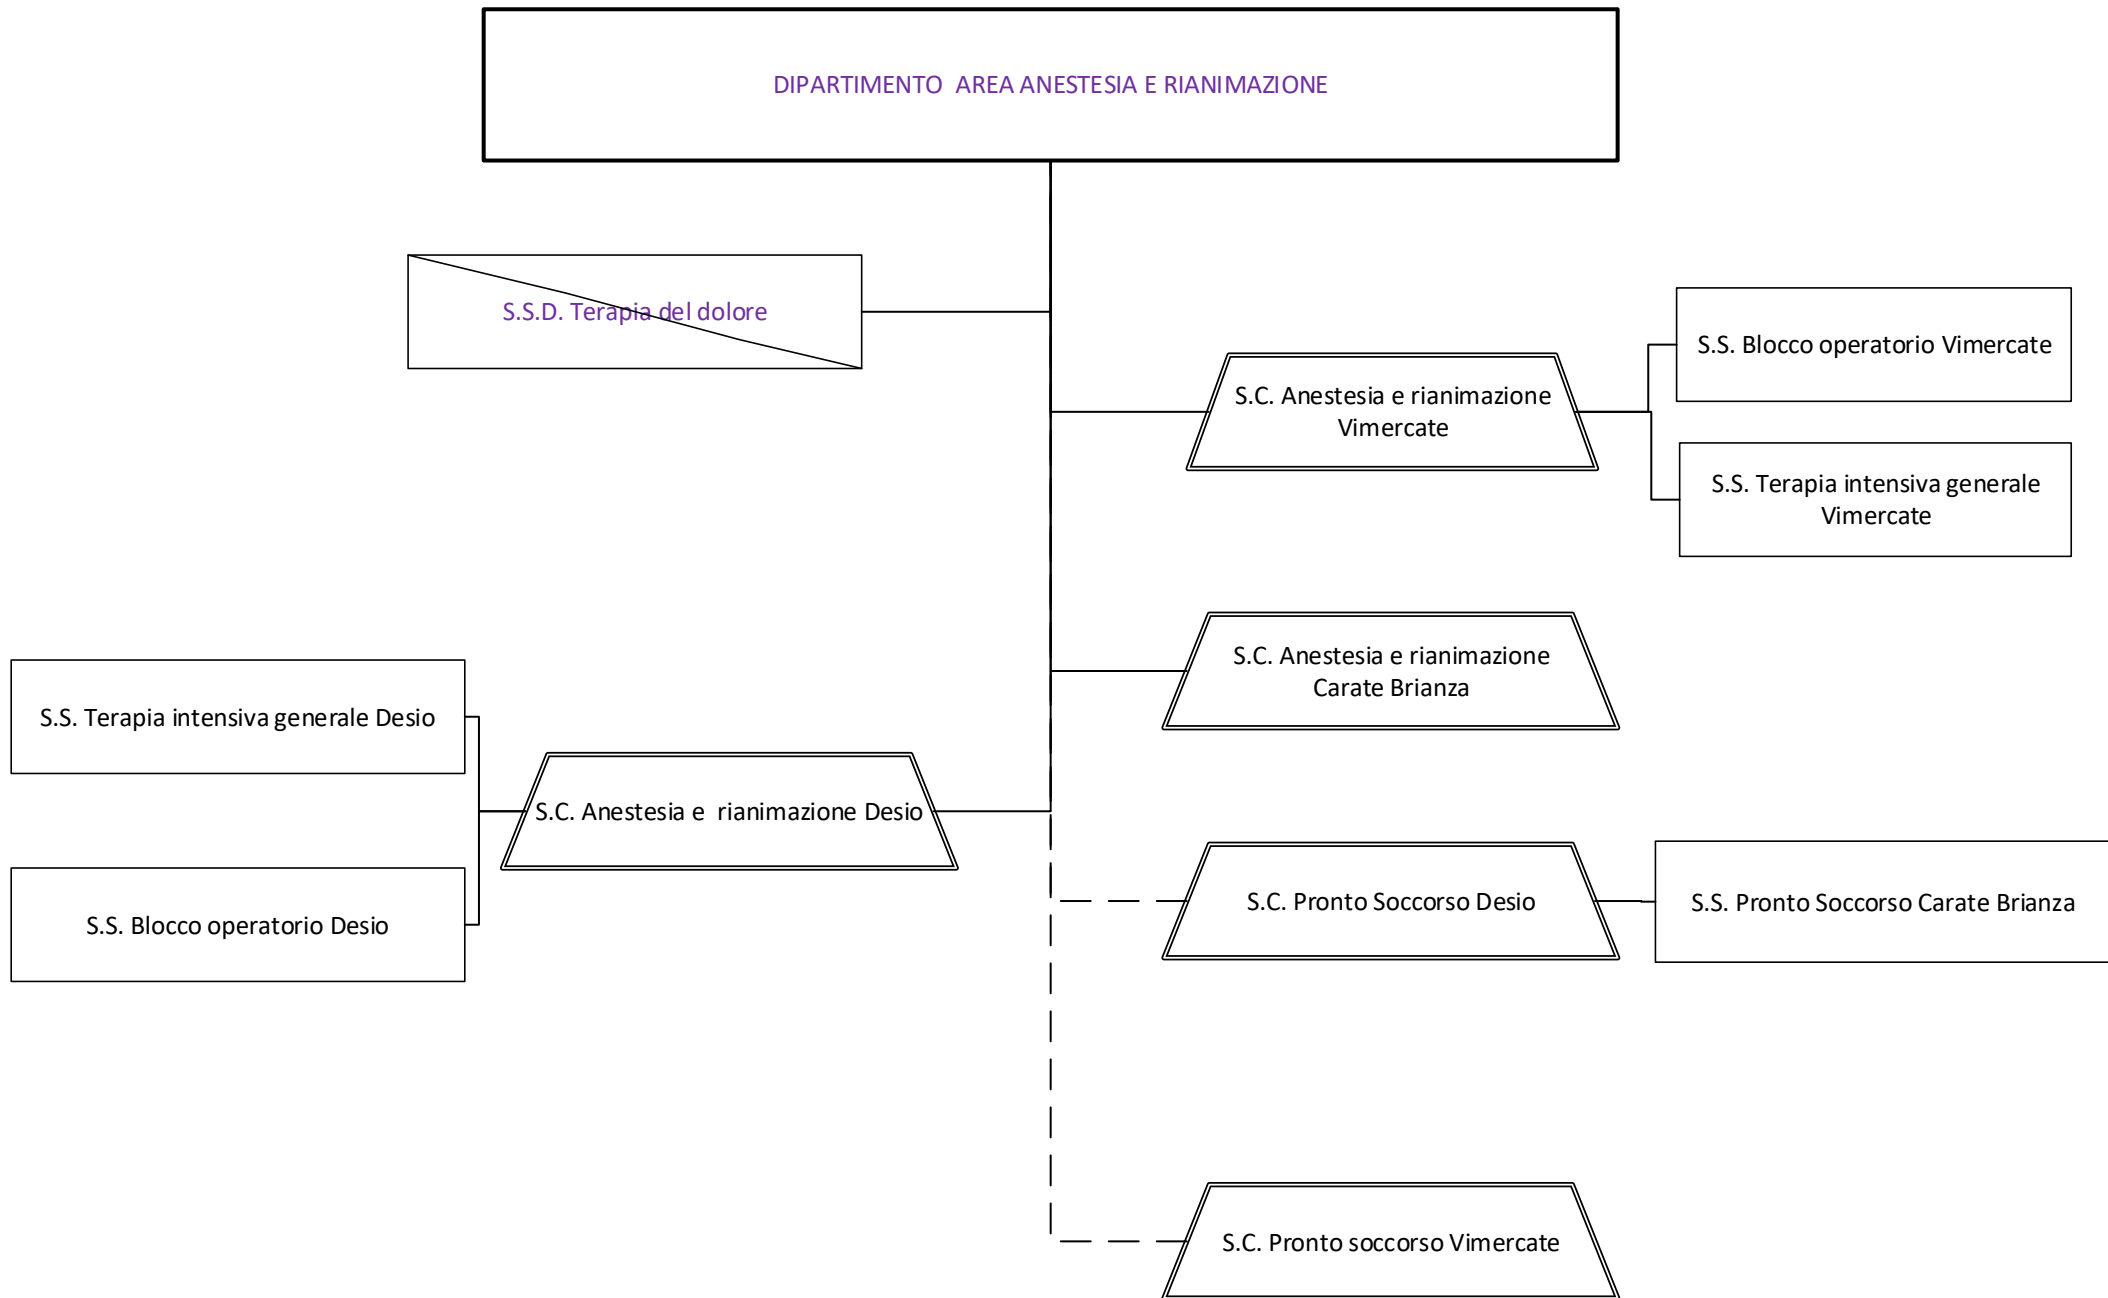 DIPARTIMENTO AREA ANESTESIA E RIANIMAZIONE
S.S.D. Terapia del dolore
S.C. Anestesia e rianimazione
Vimercate
S.S. Blocco operatorio Vimercate
S.S. Terapia intensiva generale
Vimercate
S.C. Anestesia e rianimazione
Carate Brianza
S.S. Terapia intensiva generale Desio
S.C. Anestesia e rianimazione Desio
S.S. Blocco operatorio Desio
S.C. Pronto Soccorso Desio
S.S. Pronto Soccorso Carate Brianza
S.C. Pronto soccorso Vimercate